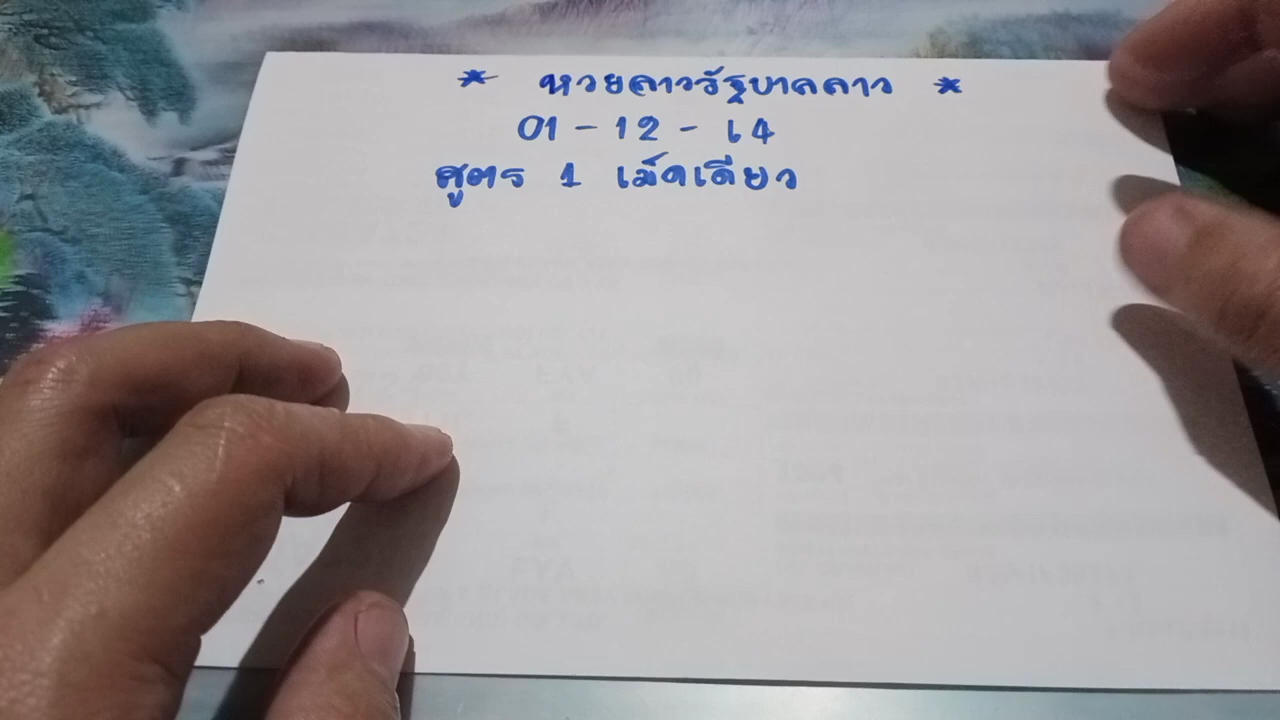 * หวยลาวรัฐบาลลาว *
01 - 12 - 64
สูตร 1 เม็ดเดียว